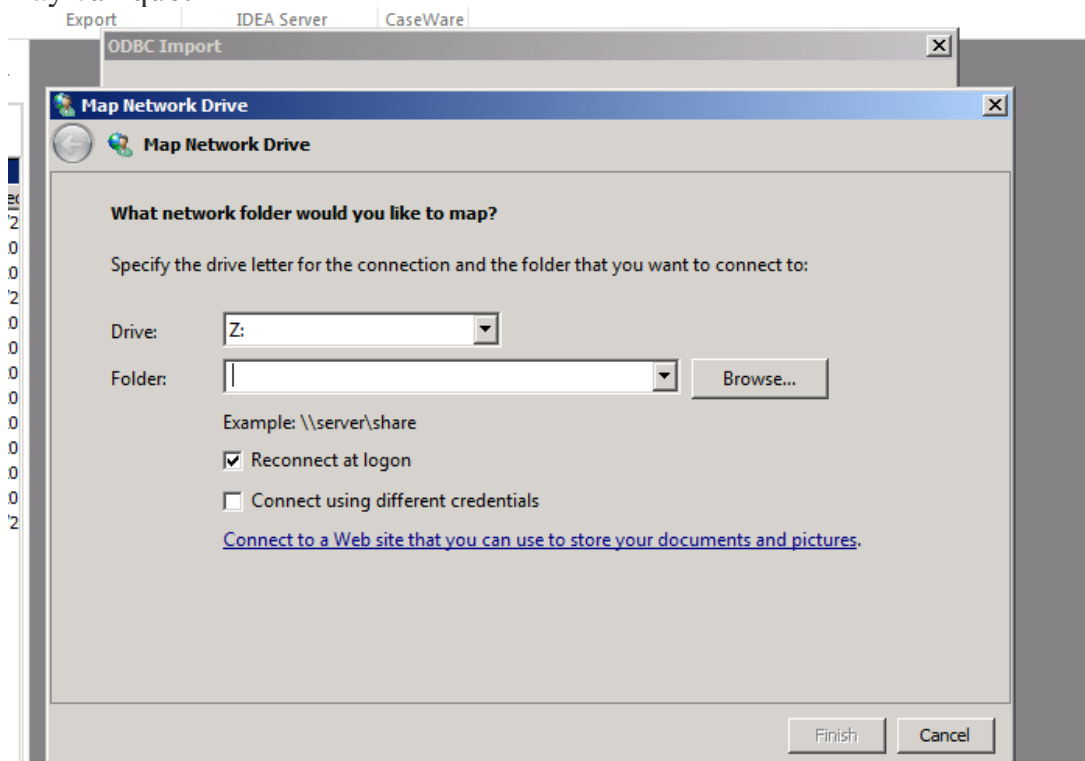 Export IDEA Server CaseWare
ODBC Import
Map Network Drive
Map Network Drive
What network folder would you like to map?
Specify the drive letter for the connection and the folder that you want to connect to:
Drive: Z:
Folder: Browse...
Example: \\server\share
Reconnect at logon
Connect using different credentials
Connect to a Web site that you can use to store your documents and pictures.
Finish Cancel